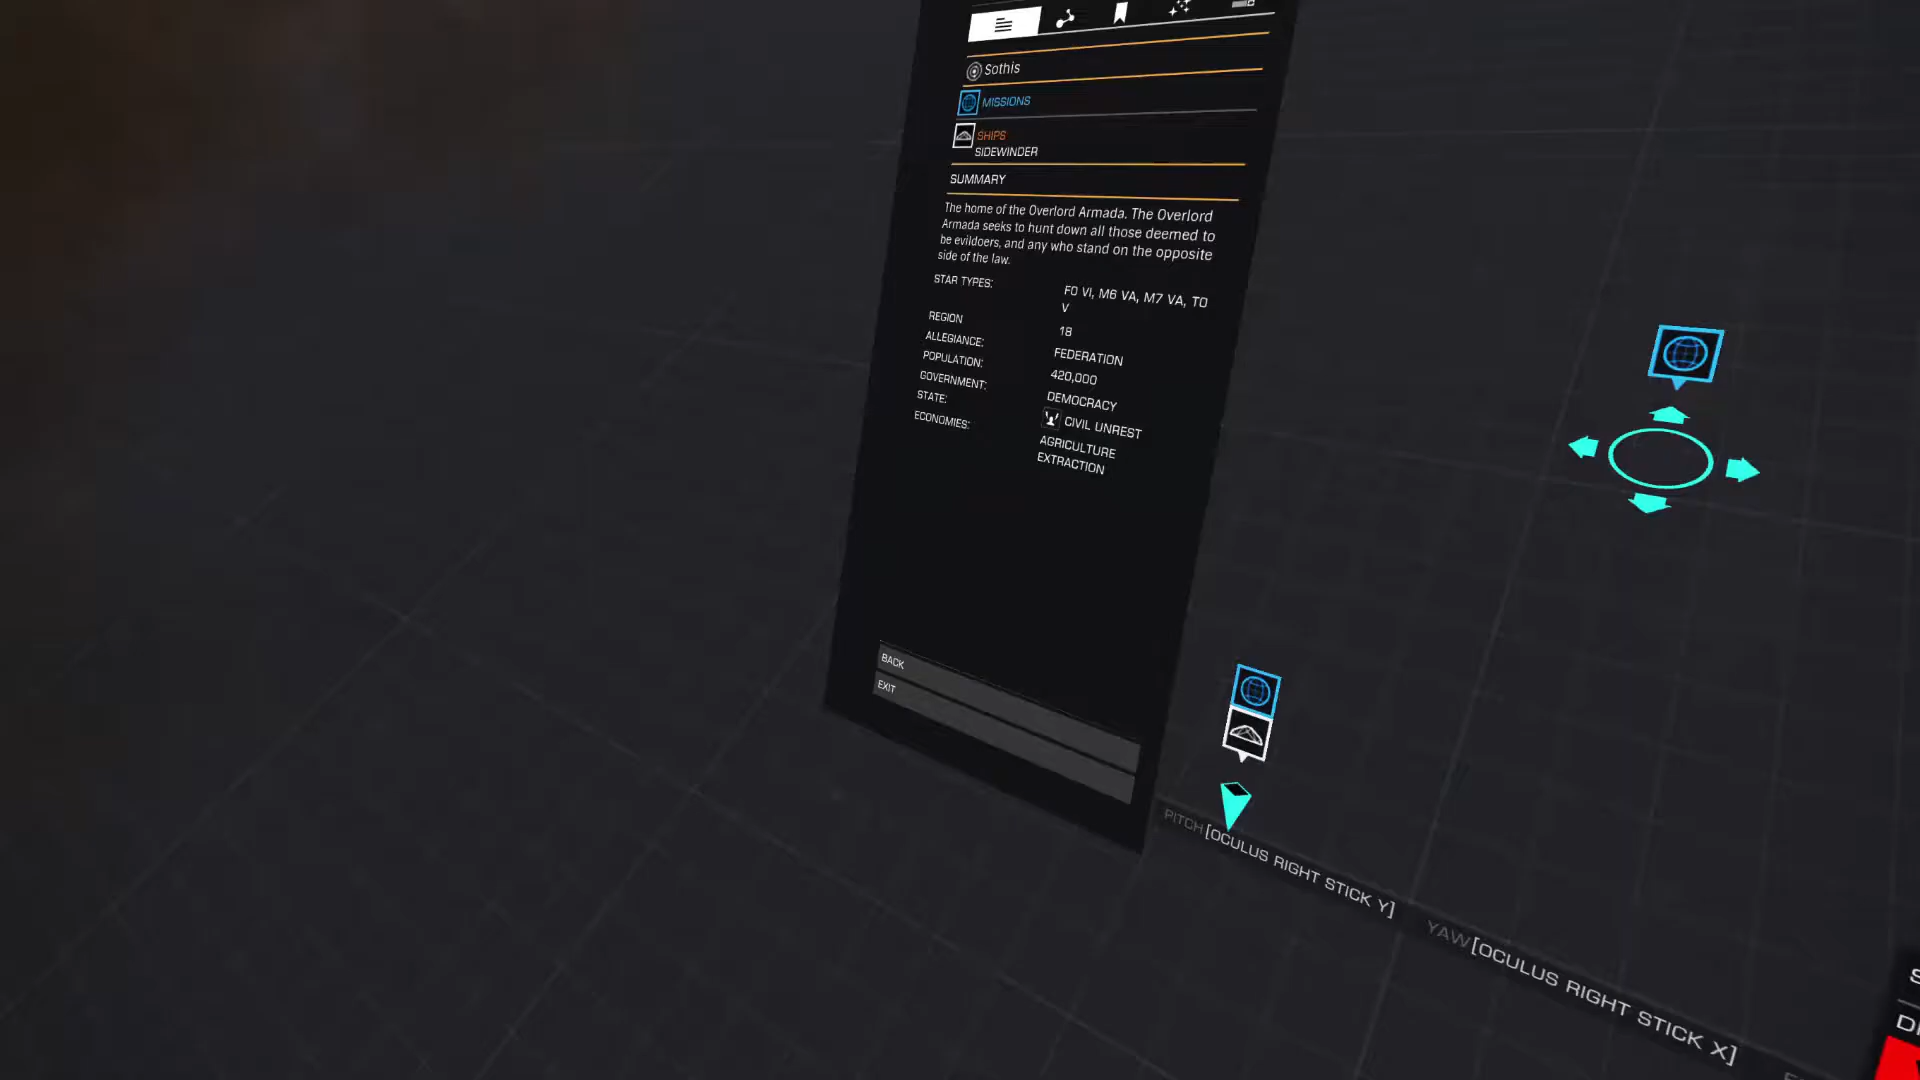 Sothis
MISSIONS
SHIPS
SIDEWINDER
SUMMARY
The home of the Overlord Armada. The Overlord
Armada seeks to hunt down all those deemed to
be evildoers, and any who stand on the opposite
side of the law.
STAR TYPES:
F0 VI, M6 VA, M7 VA, T0
V
REGION
18
ALLEGIANCE:
FEDERATION
POPULATION:
420,000
GOVERNMENT:
DEMOCRACY
STATE:
CIVIL UNREST
ECONOMIES:
AGRICULTURE
EXTRACTION
BACK
EXIT
PITCH [OCULUS RIGHT STICK Y]
YAW [OCULUS RIGHT STICK X]